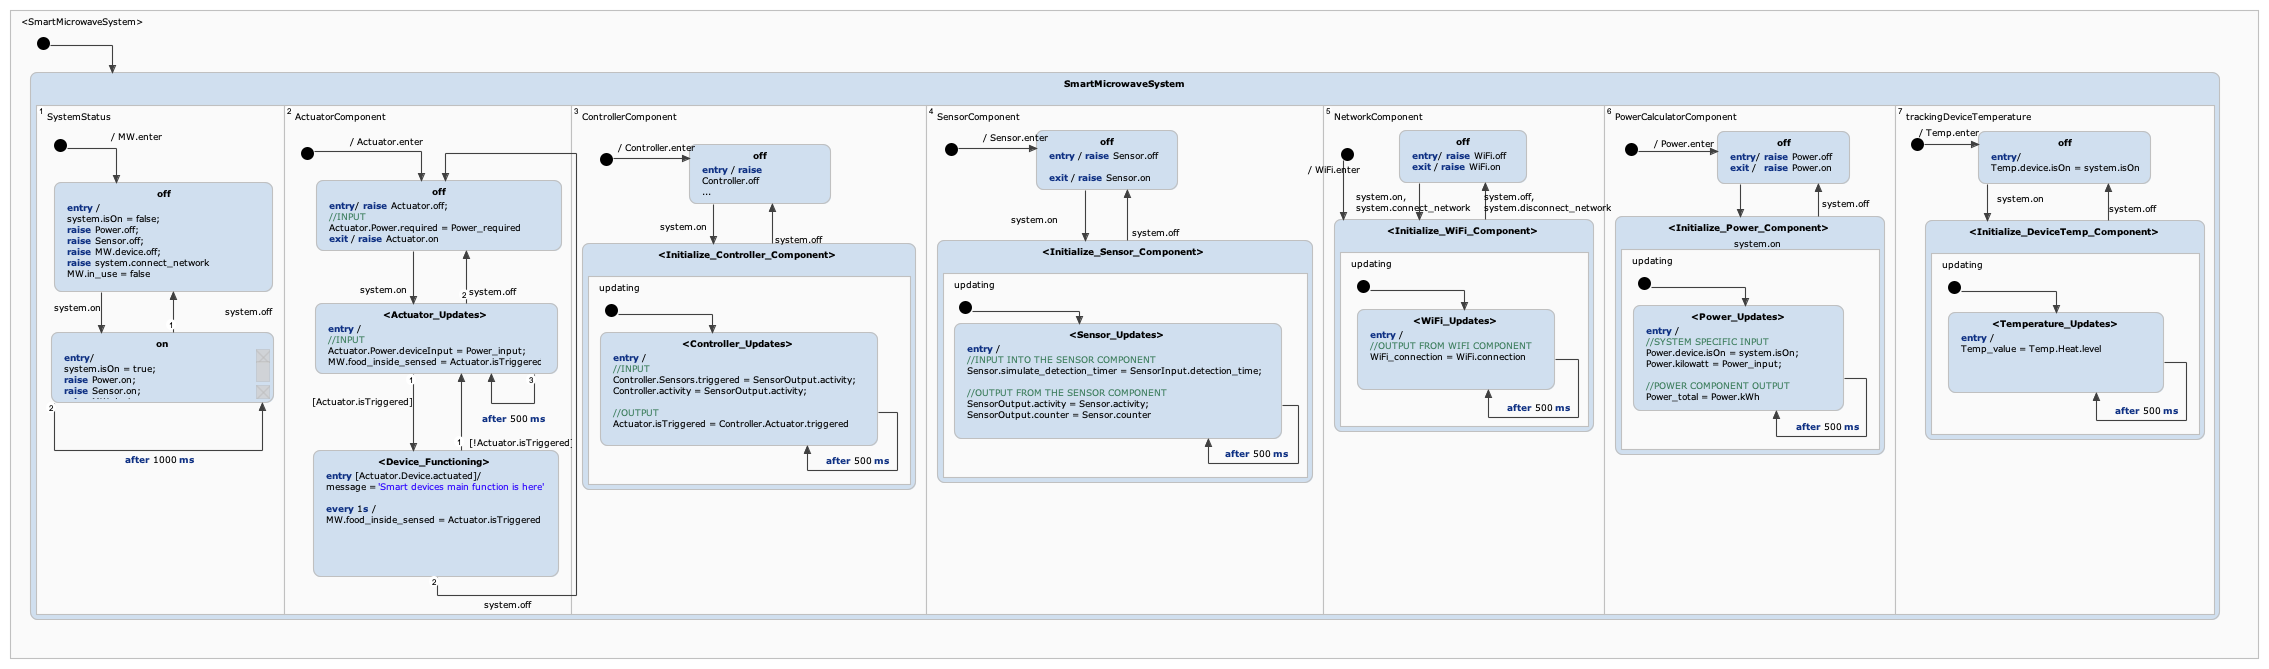 <SmartMicrowaveSystem>
SmartMicrowaveSystem
1
SystemStatus
/ MW.enter
off
entry /
system.isOn = false;
raise Power.off;
raise Sensor.off;
raise MW.device.off;
raise system.connect_network
MW.in_use = false
system.on
system.off
1
on
entry/
system.isOn = true;
raise Power.on;
raise Sensor.on;
2
after 1000 ms
2
ActuatorComponent
/ Actuator.enter
off
entry/ raise Actuator.off;
//INPUT
Actuator.Power.required = Power_required
exit / raise Actuator.on
system.on
2
system.off
<Actuator_Updates>
entry /
//INPUT
Actuator.Power.deviceInput = Power_input;
MW.food_inside_sensed = Actuator.isTriggered
1
3
[Actuator.isTriggered]
after 500 ms
1
[!Actuator.isTriggered]
<Device_Functioning>
entry [Actuator.Device.actuated]/
message = 'Smart devices main function is here'
every 1s /
MW.food_inside_sensed = Actuator.isTriggered
2
system.off
3
ControllerComponent
/ Controller.enter
off
entry / raise
Controller.off
...
system.on
system.off
<Initialize_Controller_Component>
updating
<Controller_Updates>
entry /
//INPUT
Controller.Sensors.triggered = SensorOutput.activity;
Controller.activity = SensorOutput.activity;
//OUTPUT
Actuator.isTriggered = Controller.Actuator.triggered
after 500 ms
4
SensorComponent
/ Sensor.enter
off
entry / raise Sensor.off
exit / raise Sensor.on
system.on
system.off
<Initialize_Sensor_Component>
updating
<Sensor_Updates>
entry /
//INPUT INTO THE SENSOR COMPONENT
Sensor.simulate_detection_timer = SensorInput.detection_time;
//OUTPUT FROM THE SENSOR COMPONENT
SensorOutput.activity = Sensor.activity;
SensorOutput.counter = Sensor.counter
after 500 ms
5
NetworkComponent
/ WiFi.enter
off
entry/ raise WiFi.off
exit / raise WiFi.on
system.on,
system.connect_network
system.off,
system.disconnect_network
<Initialize_WiFi_Component>
updating
<WiFi_Updates>
entry /
//OUTPUT FROM WIFI COMPONENT
WiFi_connection = WiFi.connection
after 500 ms
6
PowerCalculatorComponent
/ Power.enter
off
entry/ raise Power.off
exit / raise Power.on
system.off
<Initialize_Power_Component>
system.on
updating
<Power_Updates>
entry /
//SYSTEM SPECIFIC INPUT
Power.device.isOn = system.isOn;
Power.kilowatt = Power_input;
//POWER COMPONENT OUTPUT
Power_total = Power.kWh
after 500 ms
7
trackingDeviceTemperature
/ Temp.enter
off
entry/
Temp.device.isOn = system.isOn
system.on
system.off
<Initialize_DeviceTemp_Component>
updating
<Temperature_Updates>
entry /
Temp_value = Temp.Heat.level
after 500 ms